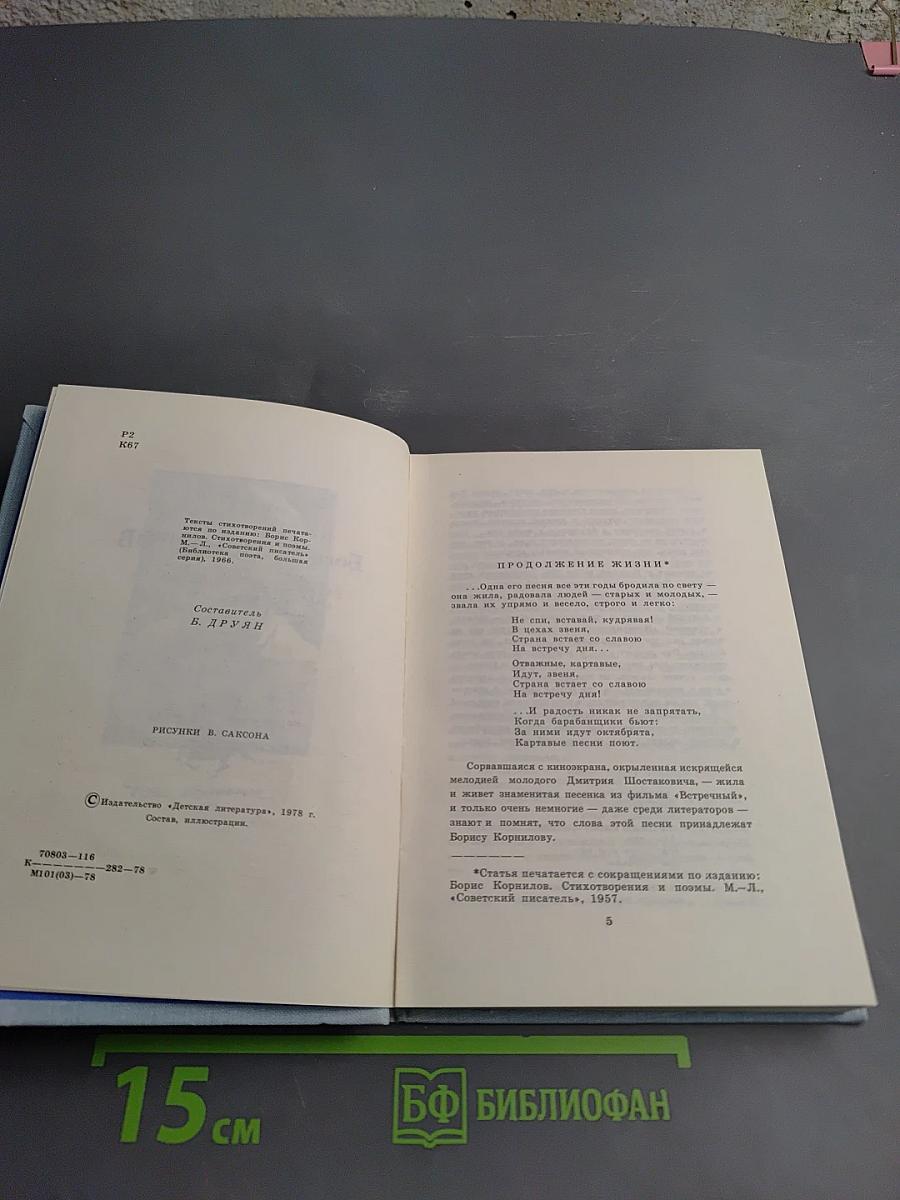 Р2
К67
Тексты стихотворений печата-
ются по изданию: Борис Кор-
нилов. Стихотворения и поэмы.
М.—Л., «Советский писатель»
(Библиотека поэта, большая
серия), 1966.
Составитель
Б. ДРУЯН
РИСУНКИ В. САКСОНА
© Издательство «Детская литература», 1978 г.
Состав, иллюстрации.
70803—116
К————————282—78
М101(03)—78
ПРОДОЛЖЕНИЕ ЖИЗНИ*
...Одна его песня все эти годы бродила по свету —
она жила, радовала людей — старых и молодых, —
звала их упрямо и весело, строго и легко:
Не спи, вставай, кудрявая!
В цехах звеня,
Страна встает со славою
На встречу дня...
Отважные, картавые,
Идут, звеня,
Страна встает со славою
На встречу дня!
...И радость никак не запрятать,
Когда барабанщики бьют:
За ними идут октябрята,
Картавые песни поют.
Сорвавшаяся с киноэкрана, окрыленная искрящейся
мелодией молодого Дмитрия Шостаковича, — жила
и живет знаменитая песенка из фильма «Встречный»,
и только очень немногие — даже среди литераторов —
знают и помнят, что слова этой песни принадлежат
Борису Корнилову.
——————
*Статья печатается с сокращениями по изданию:
Борис Корнилов. Стихотворения и поэмы. М.—Л.,
«Советский писатель», 1957.
5
15 см
БФ БИБЛИОФАН